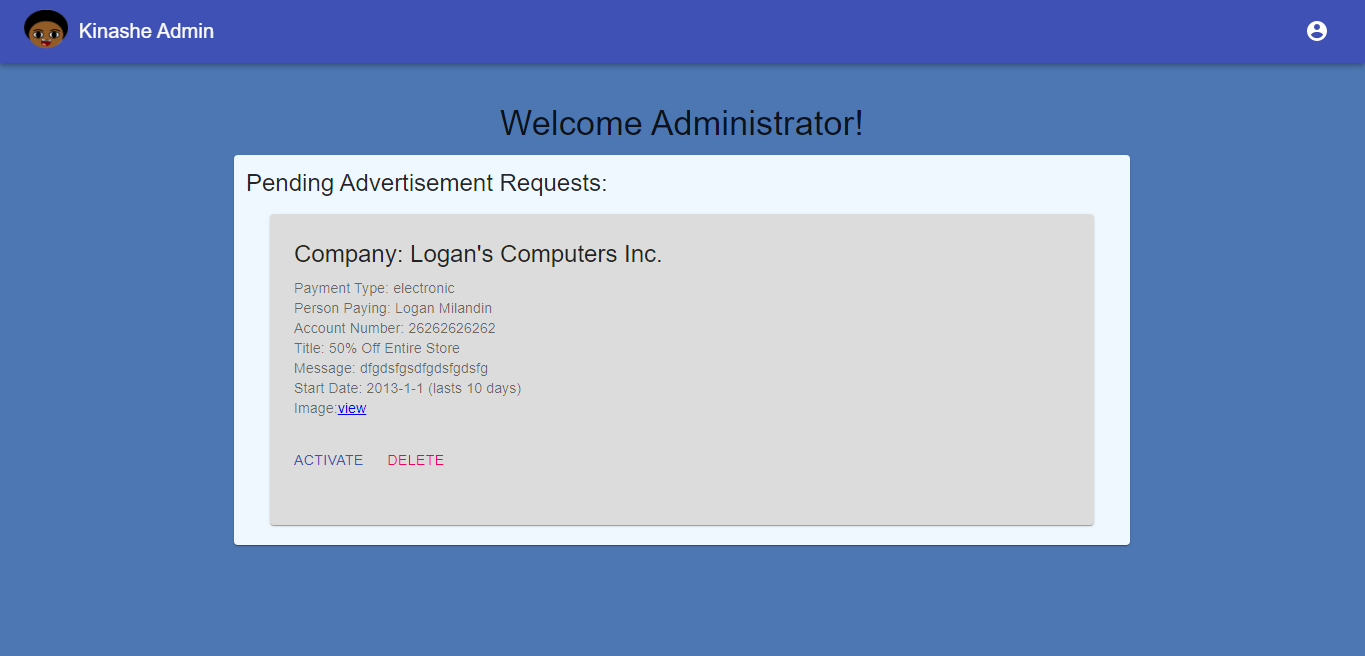 Kinashe Admin
Welcome Administrator!
Pending Advertisement Requests:
Company: Logan's Computers Inc.
Payment Type: electronic
Person Paying: Logan Milandin
Account Number: 26262626262
Title: 50% Off Entire Store
Message: dfgdsfgsdfgdsfgdsfg
Start Date: 2013-1-1 (lasts 10 days)
Image:view
ACTIVATE DELETE